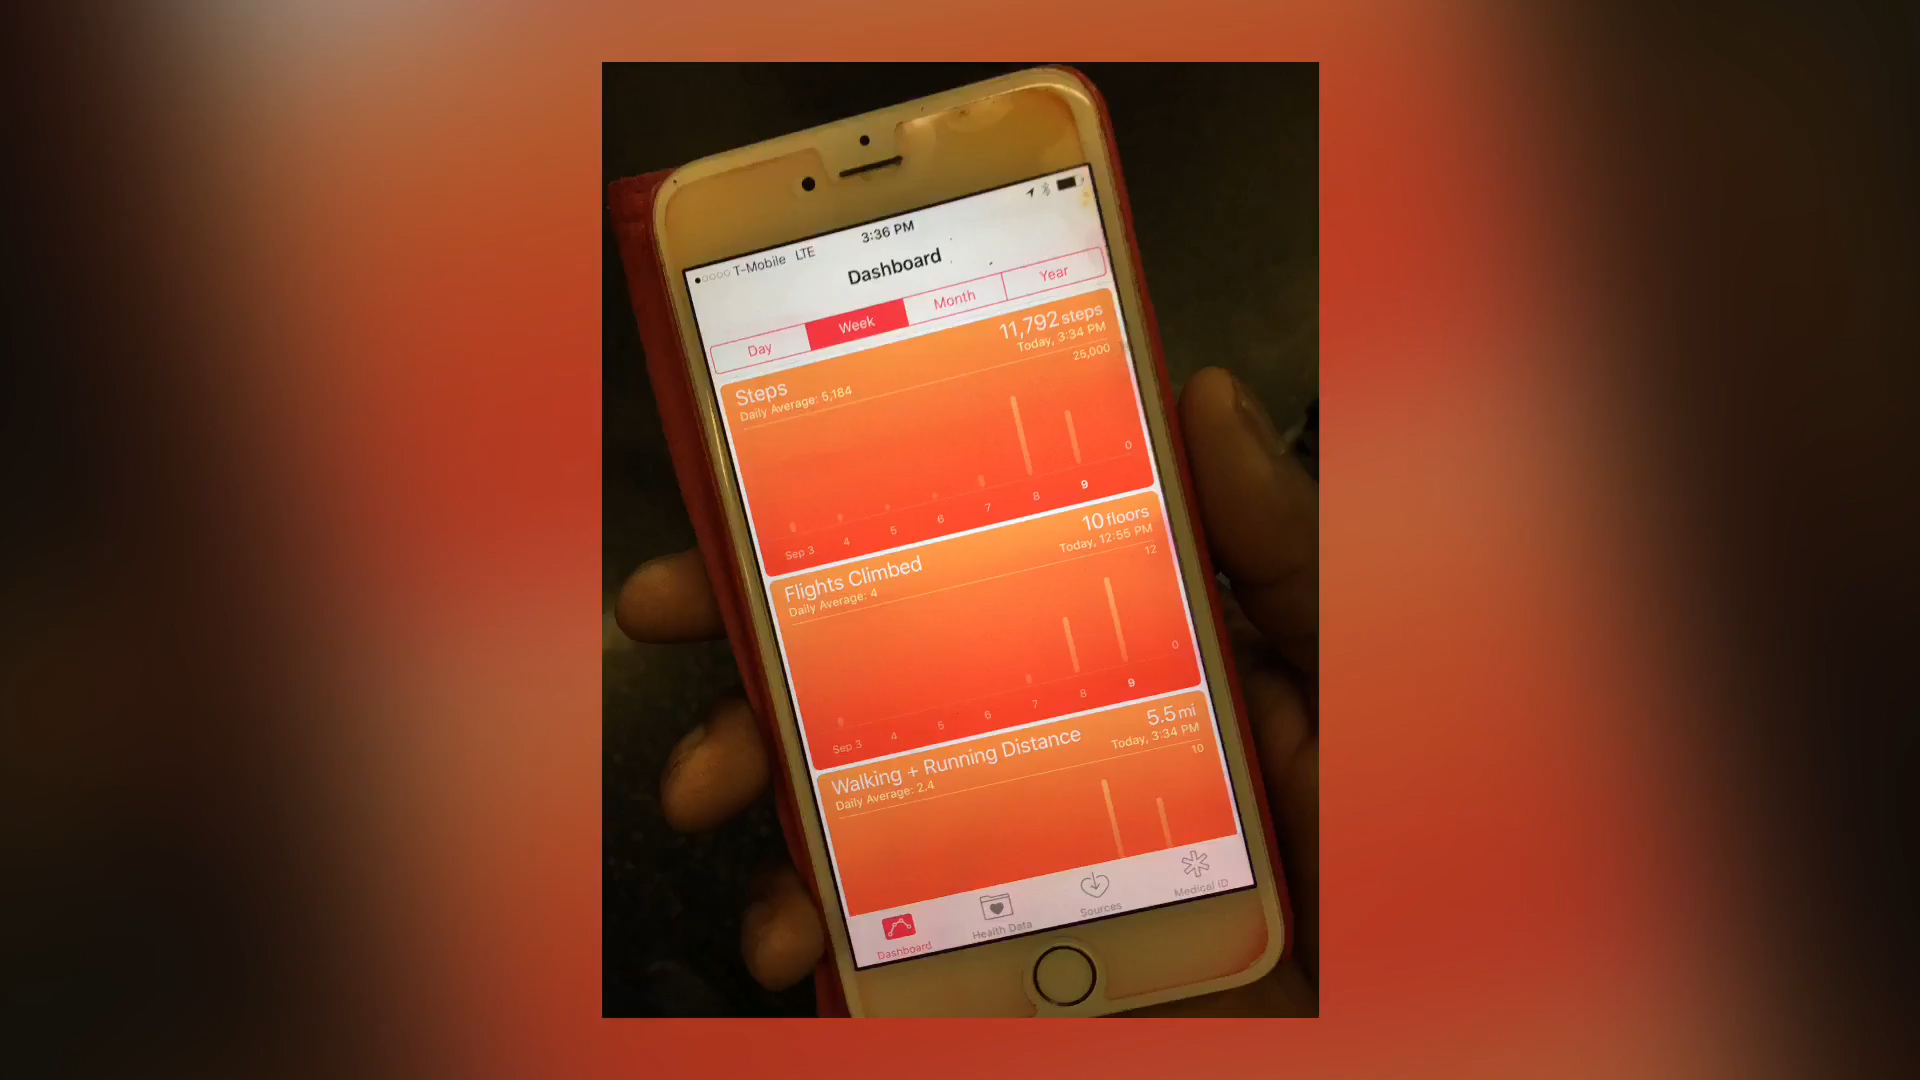 T-Mobile LTE 3:36 PM
Dashboard
Day Week Month Year
Steps 11,792 steps
Daily Average: 5,184 Today, 3:34 PM
25,000
0
Sep 3 4 5 6 7 8 9
Flights Climbed 10 floors
Daily Average: 4 Today, 12:55 PM
12
0
Sep 3 4 5 6 7 8 9
Walking + Running Distance 5.5 mi
Daily Average: 2.4 Today, 3:34 PM
10
Dashboard Health Data Sources Medical ID